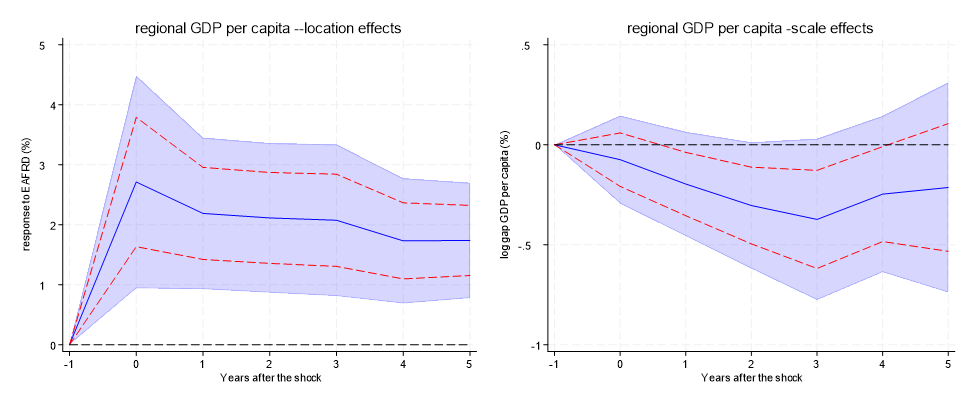 regional GDP per capita --location effects
5
4
3
2
1
0
response to EAFRD (%)
-1 0 1 2 3 4 5
Years after the shock
regional GDP per capita -scale effects
.5
0
-.5
-1
log gap GDP per capita (%)
-1 0 1 2 3 4 5
Years after the shock